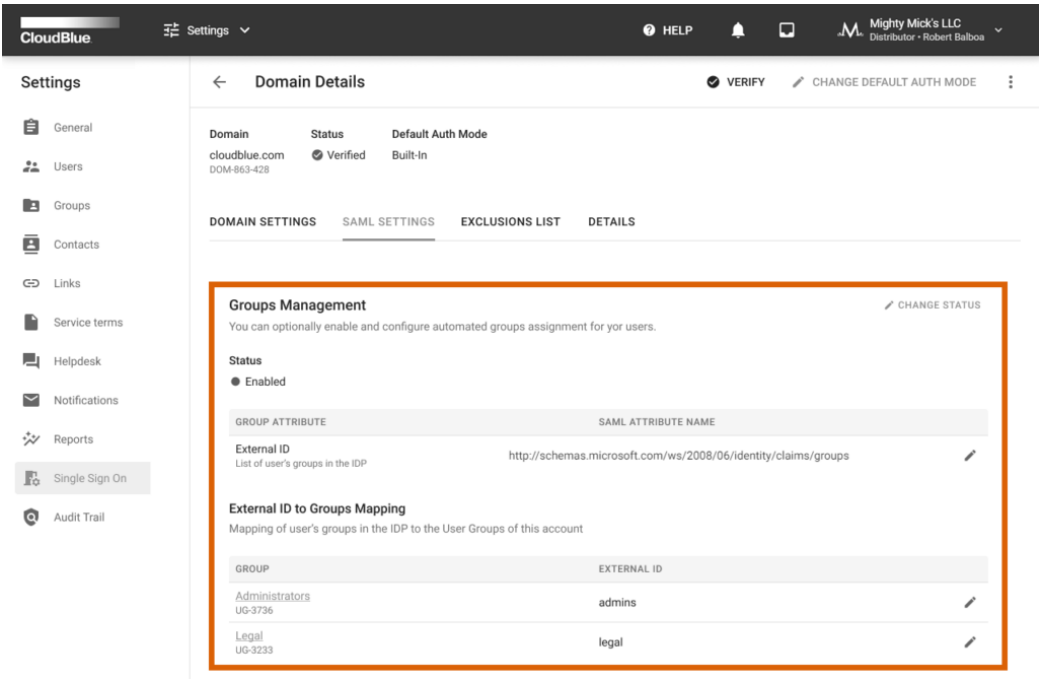 CloudBlue
Settings
HELP
Mighty Mick's LLC
Distributor • Robert Balboa
Settings
General
Users
Groups
Contacts
Links
Service terms
Helpdesk
Notifications
Reports
Single Sign On
Audit Trail
Domain Details
VERIFY
CHANGE DEFAULT AUTH MODE
Domain Status Default Auth Mode
cloudblue.com Verified Built-In
DOM-863-428
DOMAIN SETTINGS SAML SETTINGS EXCLUSIONS LIST DETAILS
Groups Management
CHANGE STATUS
You can optionally enable and configure automated groups assignment for yor users.
Status
Enabled
GROUP ATTRIBUTE SAML ATTRIBUTE NAME
External ID
List of user's groups in the IDP
http://schemas.microsoft.com/ws/2008/06/identity/claims/groups
External ID to Groups Mapping
Mapping of user's groups in the IDP to the User Groups of this account
GROUP EXTERNAL ID
Administrators
UG-3736
admins
Legal
UG-3233
legal